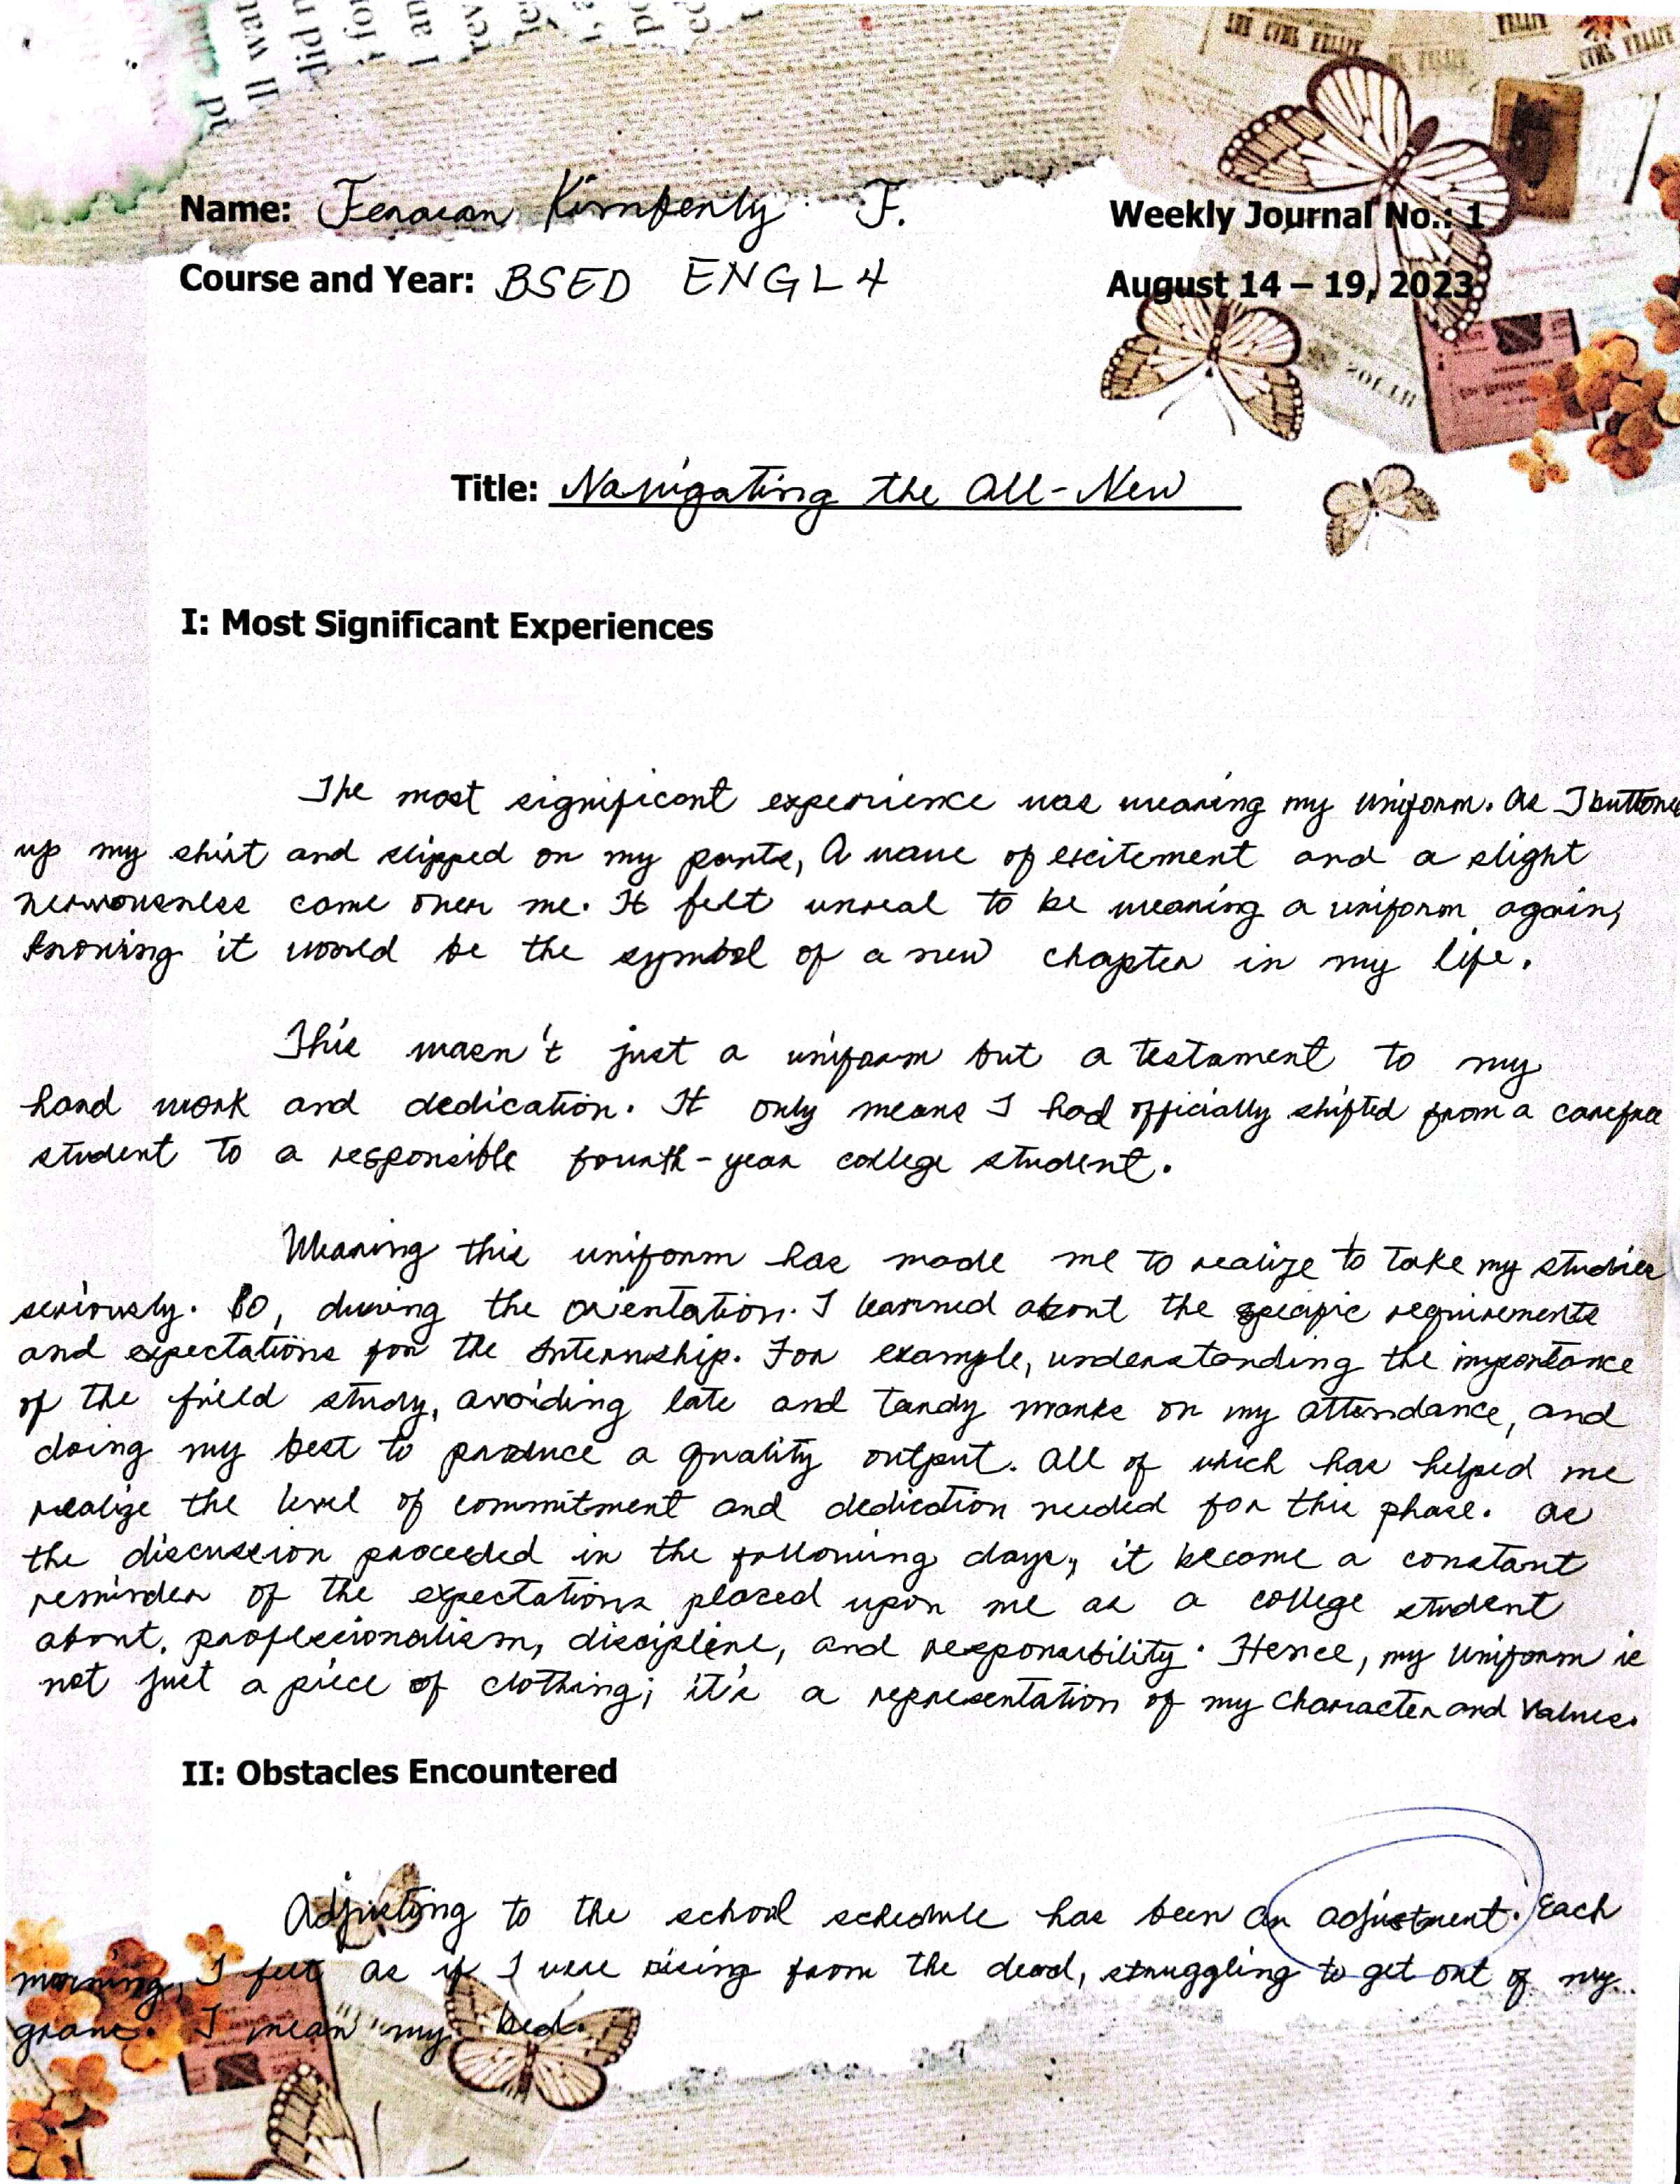 Name: Kimberly F.
Weekly Journal No.: 1
Course and Year: BSED ENGL 4
August 14 – 19, 2023
Title: Navigating the All-New
I: Most Significant Experiences
The most significant experience was wearing my uniform. As I buttone
up my shirt and slipped on my pants, A wave of excitement and a slight
nervousness came over me. It felt unreal to be wearing a uniform again,
knowing it would be the symbol of a new chapter in my life.
This wasn't just a uniform but a testament to my
hard work and dedication. It only means I had officially shifted from a carefree
student to a responsible fourth-year college student.
Wearing this uniform has made me to realize to take my studies
seriously. So, during the orientation. I learned about the specific requirements
and expectations for the Internship. For example, understanding the importance
of the field study, avoiding late and tardy marks on my attendance, and
doing my best to produce a quality output. All of which has helped me
realize the level of commitment and dedication needed for this phase. As
the discussion proceded in the following days, it became a constant
reminder of the expectations placed upon me as a college student
about, professionalism, discipline, and responsibility. Hence, my uniform is
not just a piece of clothing; it's a representation of my character and values.
II: Obstacles Encountered
Adjusting to the school schedule has been an adjustment. Each
morning, I felt as if I were rising from the dead, struggling to get out of my..
grave. I mean "my" bed.